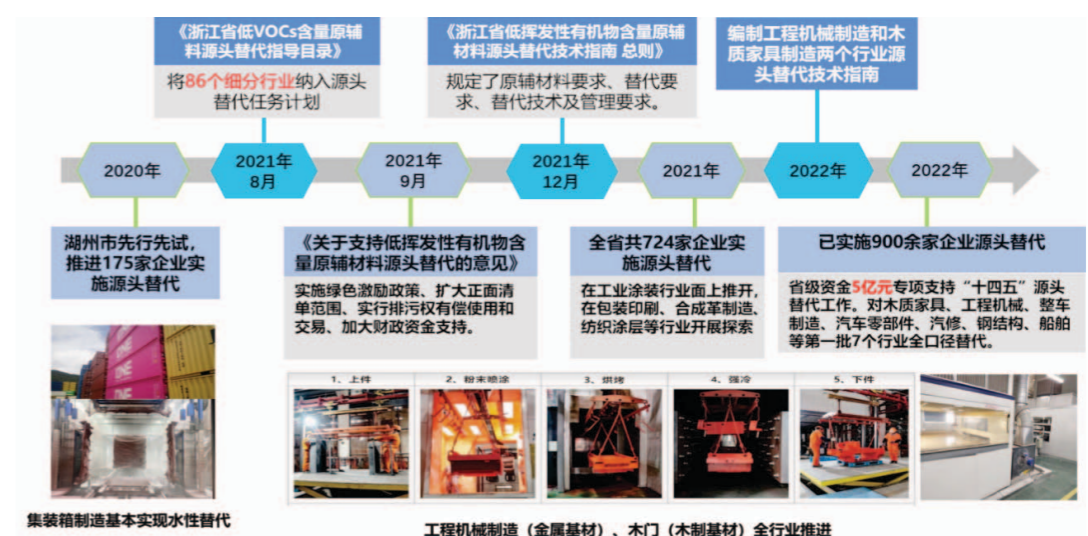 《浙江省低VOCs含量原辅
料源头替代指导目录》
将86个细分行业纳入源头
替代任务计划
《浙江省低挥发性有机物含量原辅
材料源头替代技术指南 总则》
规定了原辅材料要求、替代要
求、替代技术及管理要求。
编制工程机械制造和木
质家具制造两个行业源
头替代技术指南
2020年
2021年
8月
2021年
9月
2021年
12月
2021年
2022年
2022年
湖州市先行先试，
推进175家企业实
施源头替代
《关于支持低挥发性有机物含
量原辅材料源头替代的意见》
实施绿色激励政策、扩大正面清
单范围、实行排污权有偿使用和
交易、加大财政资金支持。
全省共724家企业实
施源头替代
在工业涂装行业面上推开，
在包装印刷、合成革制造、
纺织涂层等行业开展探索
已实施900余家企业源头替代
省级资金5亿元专项支持“十四五”源头
替代工作。对木质家具、工程机械、整车
制造、汽车零部件、汽修、钢结构、船舶
等第一批7个行业全口径替代。
1、上件
2、粉末喷涂
3、烘烤
4、强冷
5、下件
集装箱制造基本实现水性替代
工程机械制造（金属基材）、木门（木制基材）全行业推进